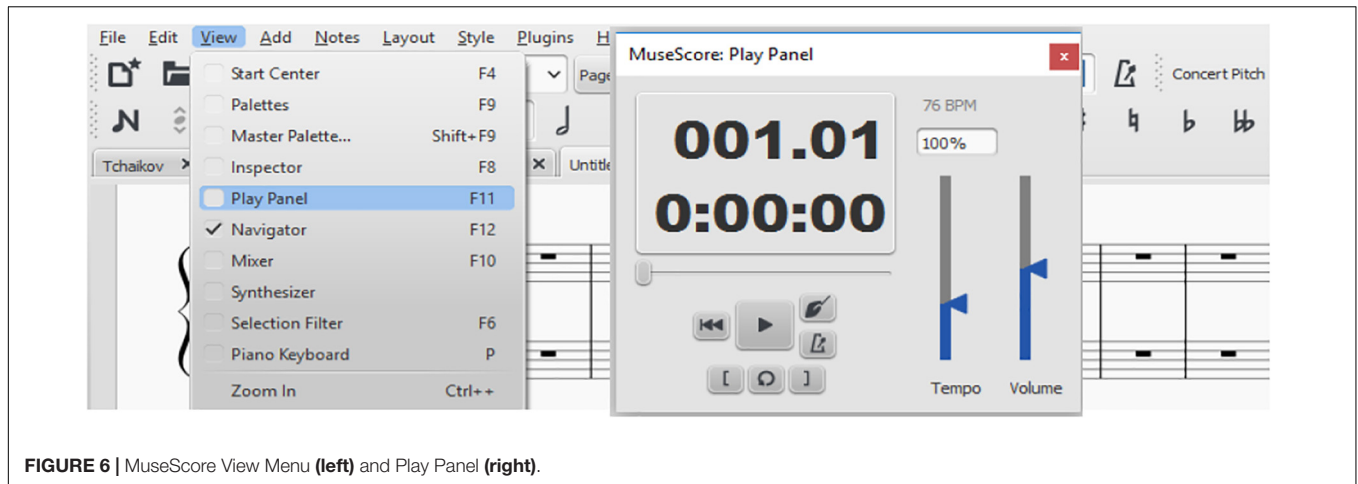 File Edit View Add Notes Layout Style Plugins H
Start Center F4
Palettes F9
Master Palette... Shift+F9
Inspector F8
Play Panel F11
Navigator F12
Mixer F10
Synthesizer
Selection Filter F6
Piano Keyboard P
Zoom In Ctrl++
Page
Concert Pitch
Tchaikov
Untitle
MuseScore: Play Panel
x
001.01
0:00:00
76 BPM
100%
[ ]
Tempo Volume
FIGURE 6 | MuseScore View Menu (left) and Play Panel (right).